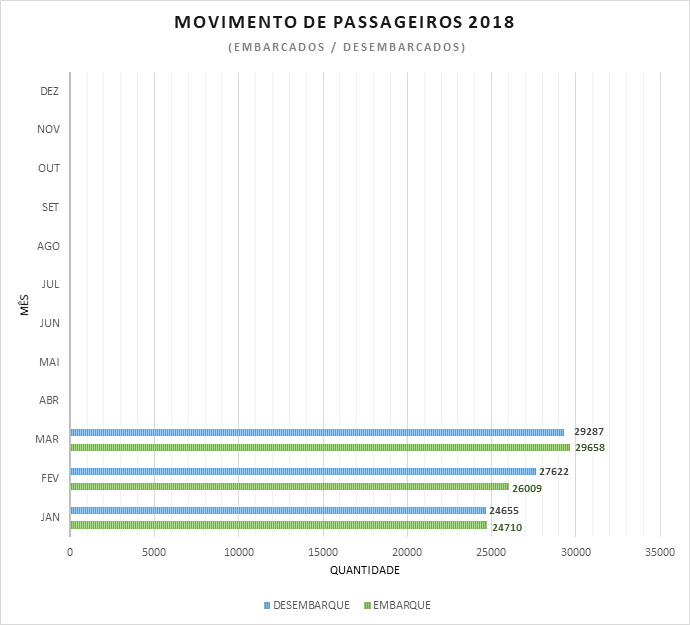 MOVIMENTO DE PASSAGEIROS 2018
(EMBARCADOS / DESEMBARCADOS)
DEZ
NOV
OUT
SET
AGO
JUL
JUN
MAI
ABR
MAR
FEV
JAN
MÊS
29287
29658
27622
26009
24655
24710
0 5000 10000 15000 20000 25000 30000 35000
QUANTIDADE
DESEMBARQUE EMBARQUE